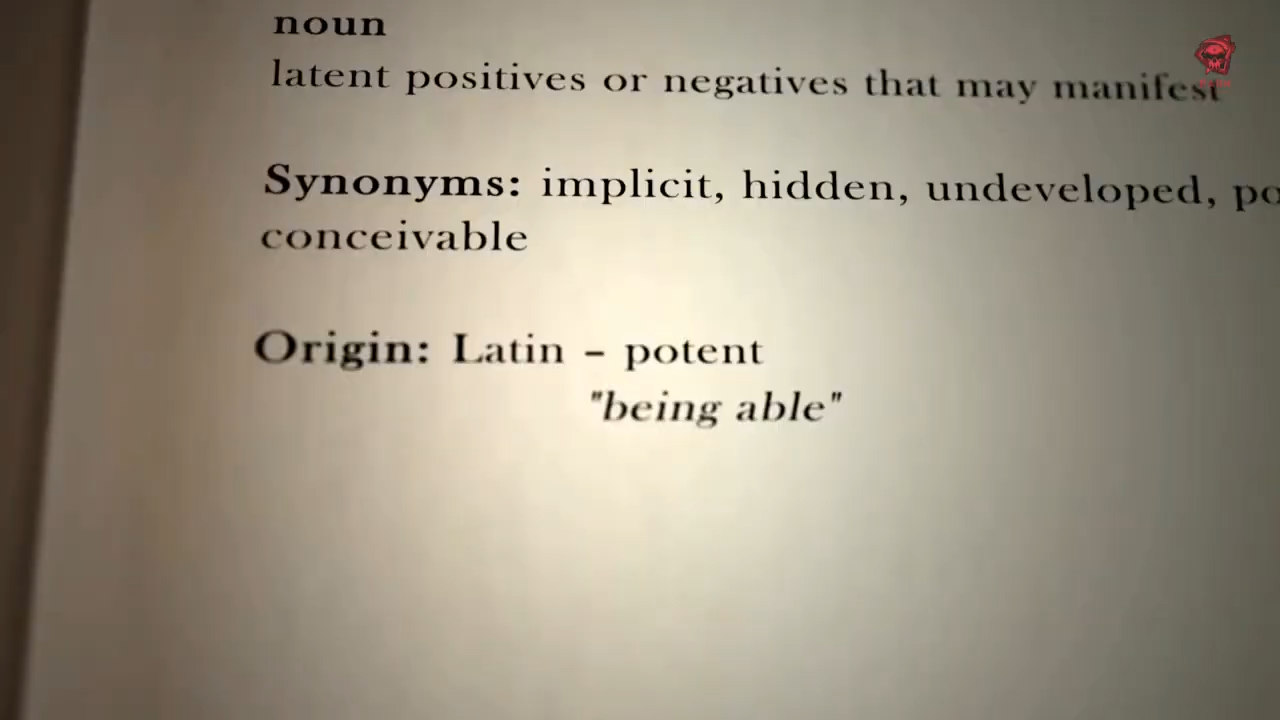 noun
latent positives or negatives that may manifest
Synonyms: implicit, hidden, undeveloped,
conceivable
Origin: Latin – potent
"being able"